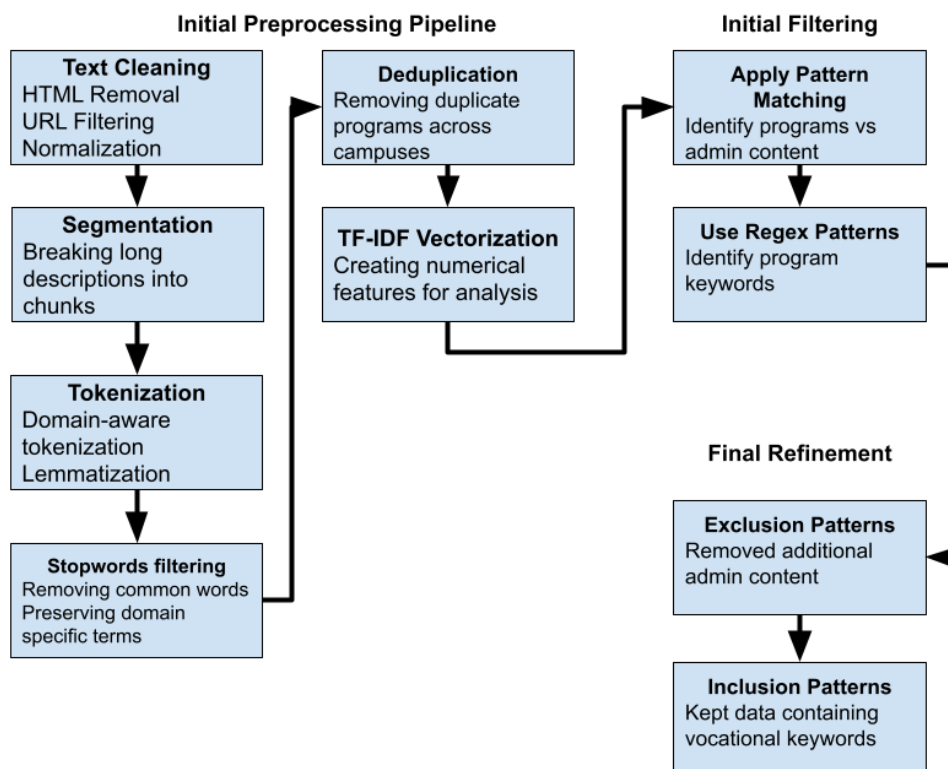 Initial Preprocessing Pipeline
Text Cleaning
HTML Removal
URL Filtering
Normalization
Segmentation
Breaking long
descriptions into
chunks
Tokenization
Domain-aware
tokenization
Lemmatization
Stopwords filtering
Removing common words
Preserving domain
specific terms
Deduplication
Removing duplicate
programs across
campuses
TF-IDF Vectorization
Creating numerical
features for analysis
Initial Filtering
Apply Pattern
Matching
Identify programs vs
admin content
Use Regex Patterns
Identify program
keywords
Final Refinement
Exclusion Patterns
Removed additional
admin content
Inclusion Patterns
Kept data containing
vocational keywords